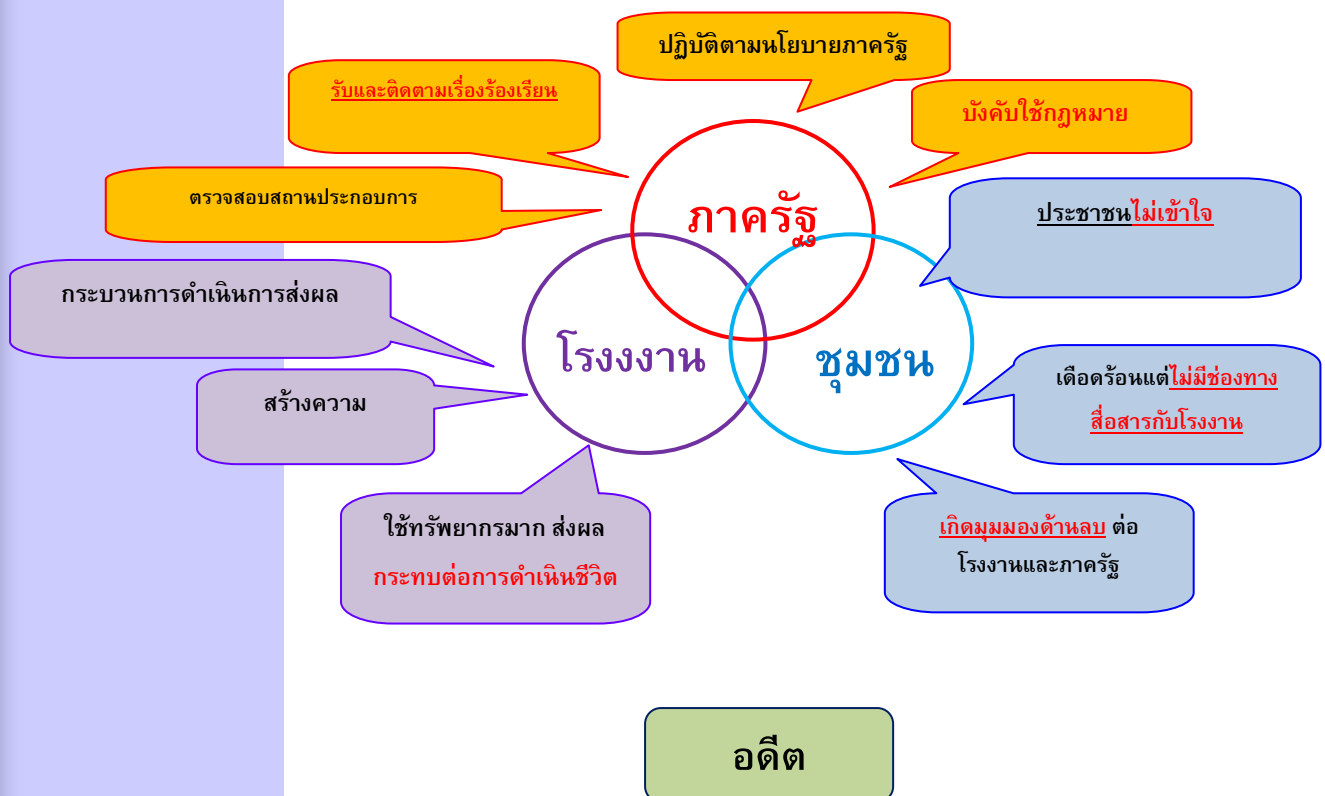 ปฏิบัติตามนโยบายภาครัฐ
รับและติดตามเรื่องร้องเรียน
บังคับใช้กฎหมาย
ตรวจสอบสถานประกอบการ
ภาครัฐ
ประชาชนไม่เข้าใจ
กระบวนการดำเนินการส่งผล
โรงงงาน
ชุมชน
สร้างความ
เดือดร้อนแต่ไม่มีช่องทาง
สื่อสารกับโรงงาน
ใช้ทรัพยากรมาก ส่งผล
กระทบต่อการดำเนินชีวิต
เกิดมุมมองด้านลบ ต่อ
โรงงานและภาครัฐ
อดีต